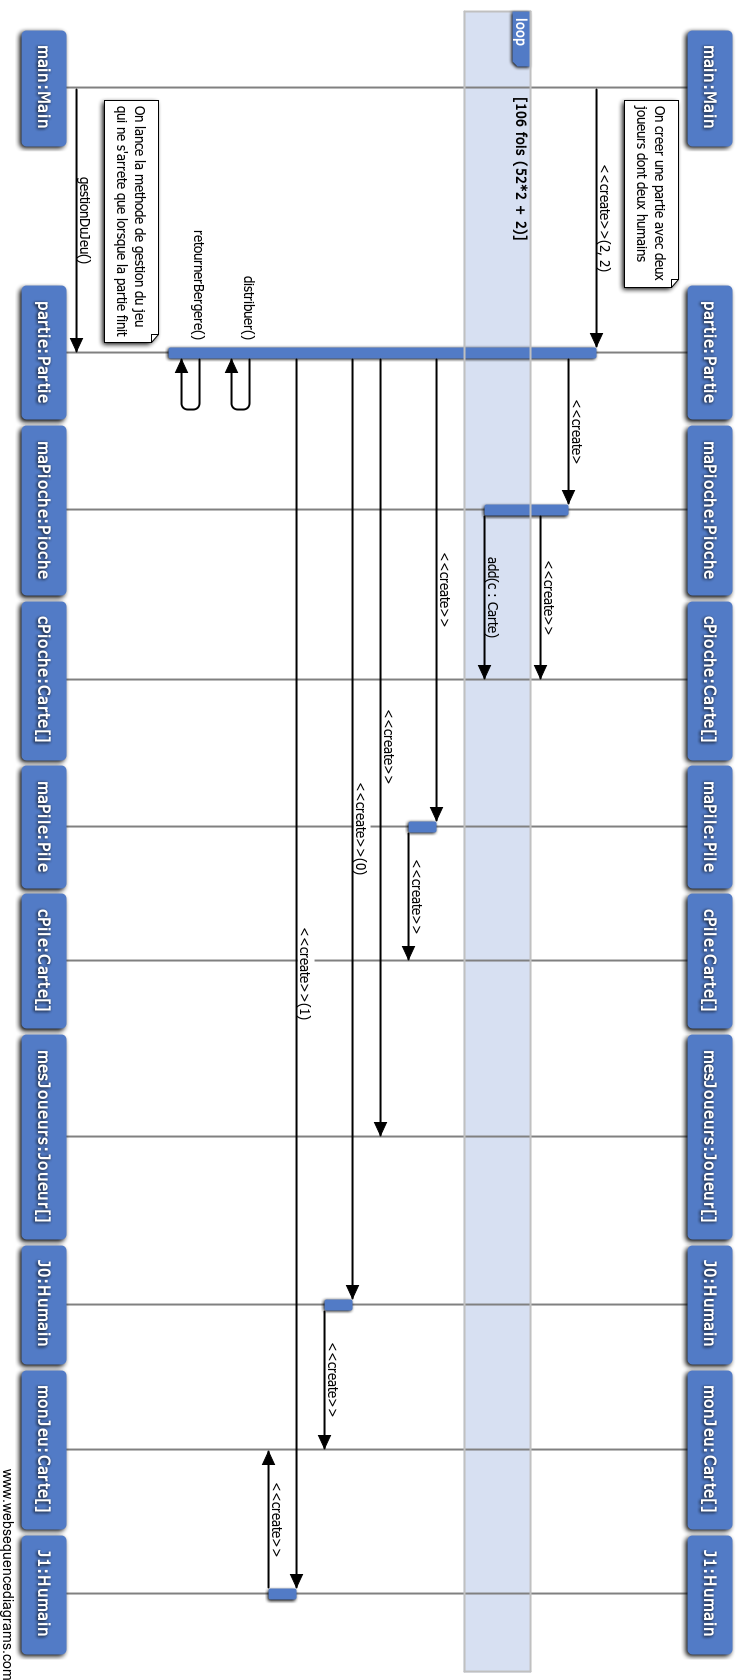 main:Main
partie:Partie
maPioche:Pioche
cPioche:Carte[]
maPile:Pile
cPile:Carte[]
mesJoueurs:Joueur[]
J0:Humain
monJeu:Carte[]
J1:Humain
On creer une partie avec deux
joueurs dont deux humains
<<create>>(2, 2)
<<create>
<<create>>
loop
[106 fois (52*2 + 2)]
add(c : Carte)
<<create>>
<<create>>
<<create>>
<<create>>(0)
<<create>>
<<create>>(1)
<<create>>
distribuer()
retournerBergere()
On lance la methode de gestion du jeu
qui ne s'arrete que lorsque la partie finit
gestionDuJeu()
main:Main
partie:Partie
maPioche:Pioche
cPioche:Carte[]
maPile:Pile
cPile:Carte[]
mesJoueurs:Joueur[]
J0:Humain
monJeu:Carte[]
J1:Humain
www.websequencediagrams.com